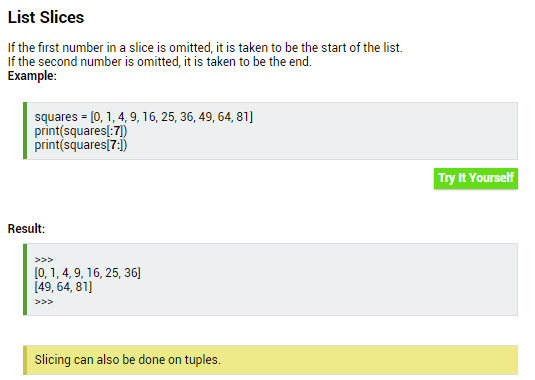 List Slices
If the first number in a slice is omitted, it is taken to be the start of the list.
If the second number is omitted, it is taken to be the end.
Example:
squares = [0, 1, 4, 9, 16, 25, 36, 49, 64, 81]
print(squares[:7])
print(squares[7:])
Try It Yourself
Result:
>>>
[0, 1, 4, 9, 16, 25, 36]
[49, 64, 81]
>>>
Slicing can also be done on tuples.